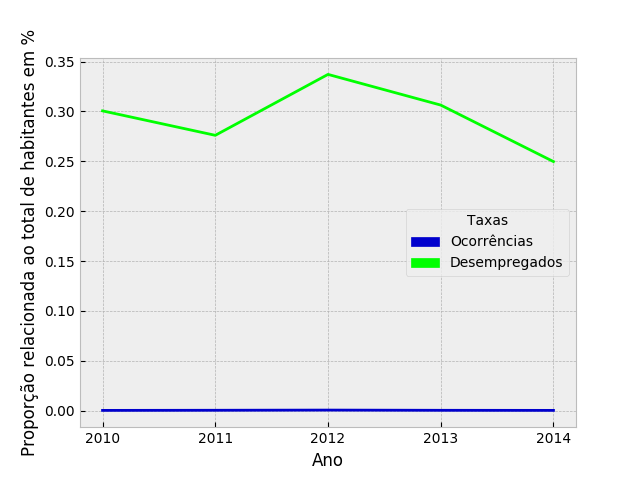 Proporção relacionada ao total de habitantes em %
0.35
0.30
0.25
0.20
0.15
0.10
0.05
0.00
Taxas
Ocorrências
Desempregados
2010 2011 2012 2013 2014
Ano